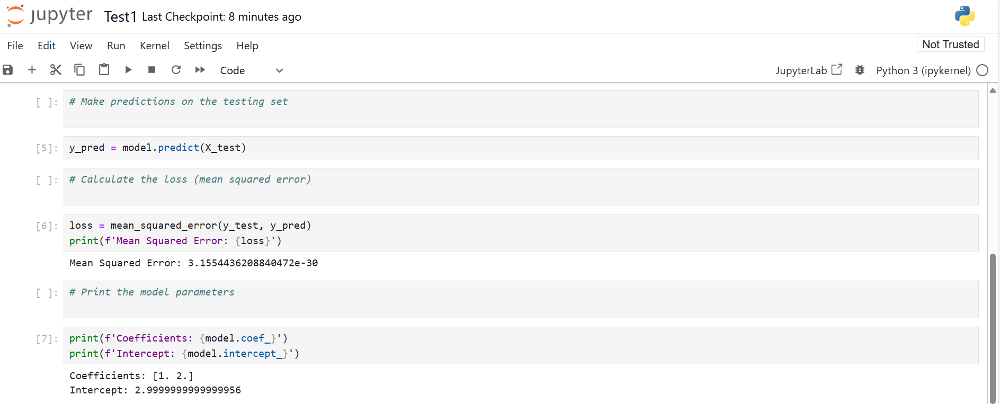 jupyter Test1 Last Checkpoint: 8 minutes ago
File Edit View Run Kernel Settings Help Not Trusted
Code JupyterLab Python 3 (ipykernel)
[ ]: # Make predictions on the testing set
[5]: y_pred = model.predict(X_test)
[ ]: # Calculate the loss (mean squared error)
[6]: loss = mean_squared_error(y_test, y_pred)
print(f'Mean Squared Error: {loss}')
Mean Squared Error: 3.1554436208840472e-30
[ ]: # Print the model parameters
[7]: print(f'Coefficients: {model.coef_}')
print(f'Intercept: {model.intercept_}')
Coefficients: [1. 2.]
Intercept: 2.9999999999999956